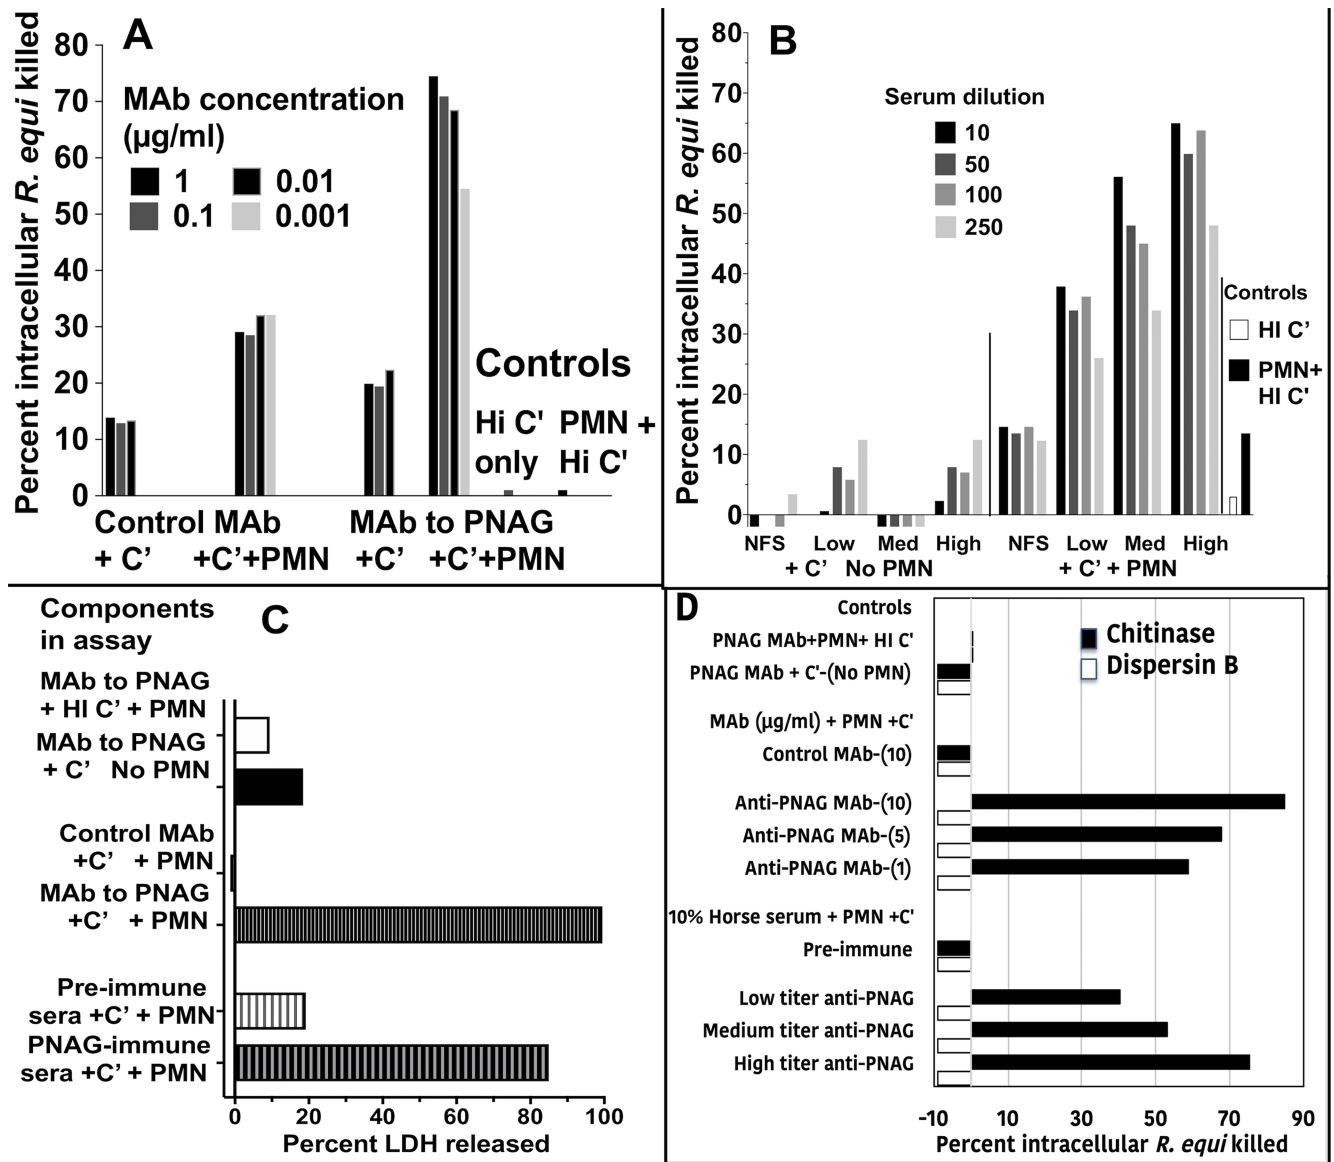 A
Percent intracellular R. equi killed
80
70
60
50
40
30
20
10
0
MAb concentration
(µg/ml)
1
0.01
0.1
0.001
Controls
Hi C' PMN +
only Hi C'
Control MAb MAb to PNAG
+ C’ +C’+PMN +C’ +C’+PMN
B
Percent intracellular R. equi killed
80
70
60
50
40
30
20
10
0
Serum dilution
10
50
100
250
Controls
HI C’
PMN+
HI C'
NFS Low Med High NFS Low Med High
+ C’ No PMN + C’ + PMN
C
Components
in assay
MAb to PNAG
+ HI C’ + PMN
MAb to PNAG
+ C’ No PMN
Control MAb
+C’ + PMN
MAb to PNAG
+C’ + PMN
Pre-immune
sera +C’ + PMN
PNAG-immune
sera +C’ + PMN
0 20 40 60 80 100
Percent LDH released
D
Controls
PNAG MAb+PMN+ HI C'
PNAG MAb + C'-(No PMN)
MAb (µg/ml) + PMN +C'
Control MAb-(10)
Anti-PNAG MAb-(10)
Anti-PNAG MAb-(5)
Anti-PNAG MAb-(1)
10% Horse serum + PMN +C'
Pre-immune
Low titer anti-PNAG
Medium titer anti-PNAG
High titer anti-PNAG
Chitinase
Dispersin B
-10 10 30 50 70 90
Percent intracellular R. equi killed